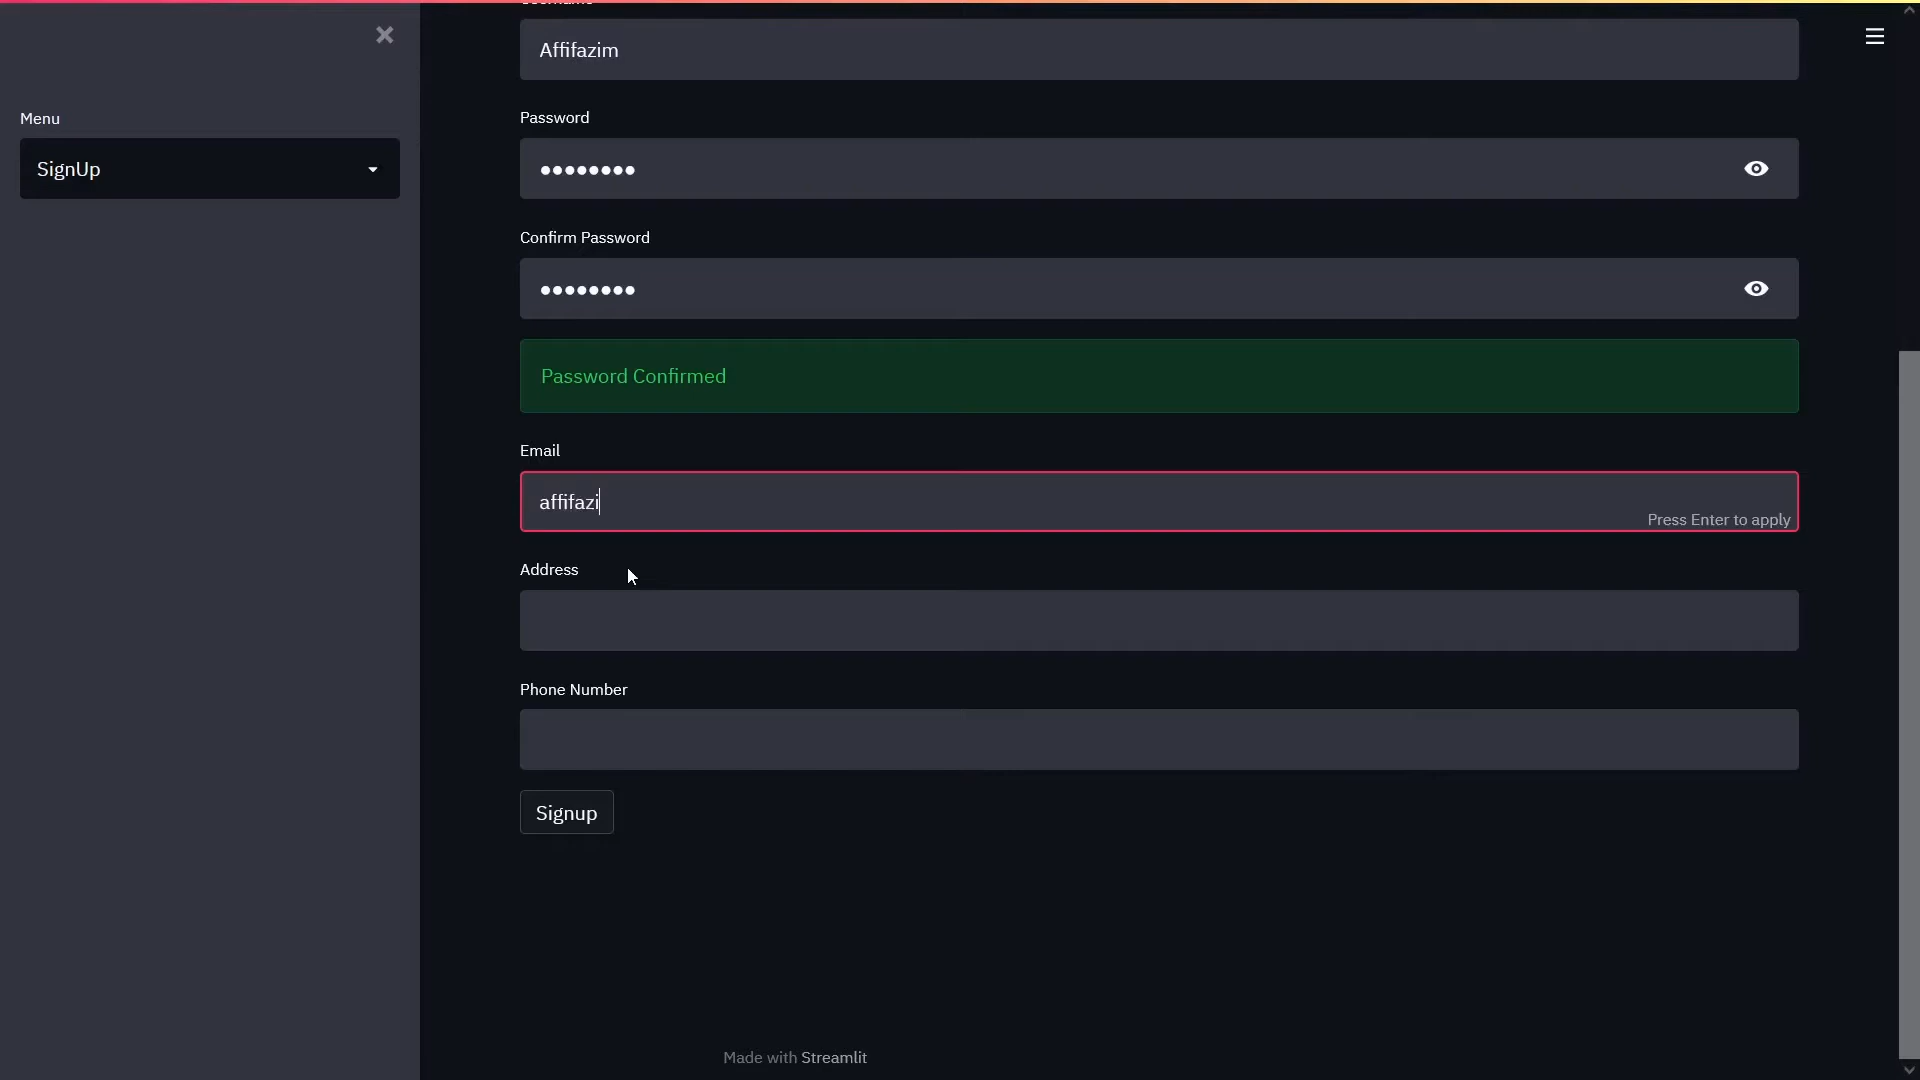 Menu
SignUp
Affifazim
Password
••••••••
Confirm Password
••••••••
Password Confirmed
Email
affifazi
Press Enter to apply
Address
Phone Number
Signup
Made with Streamlit